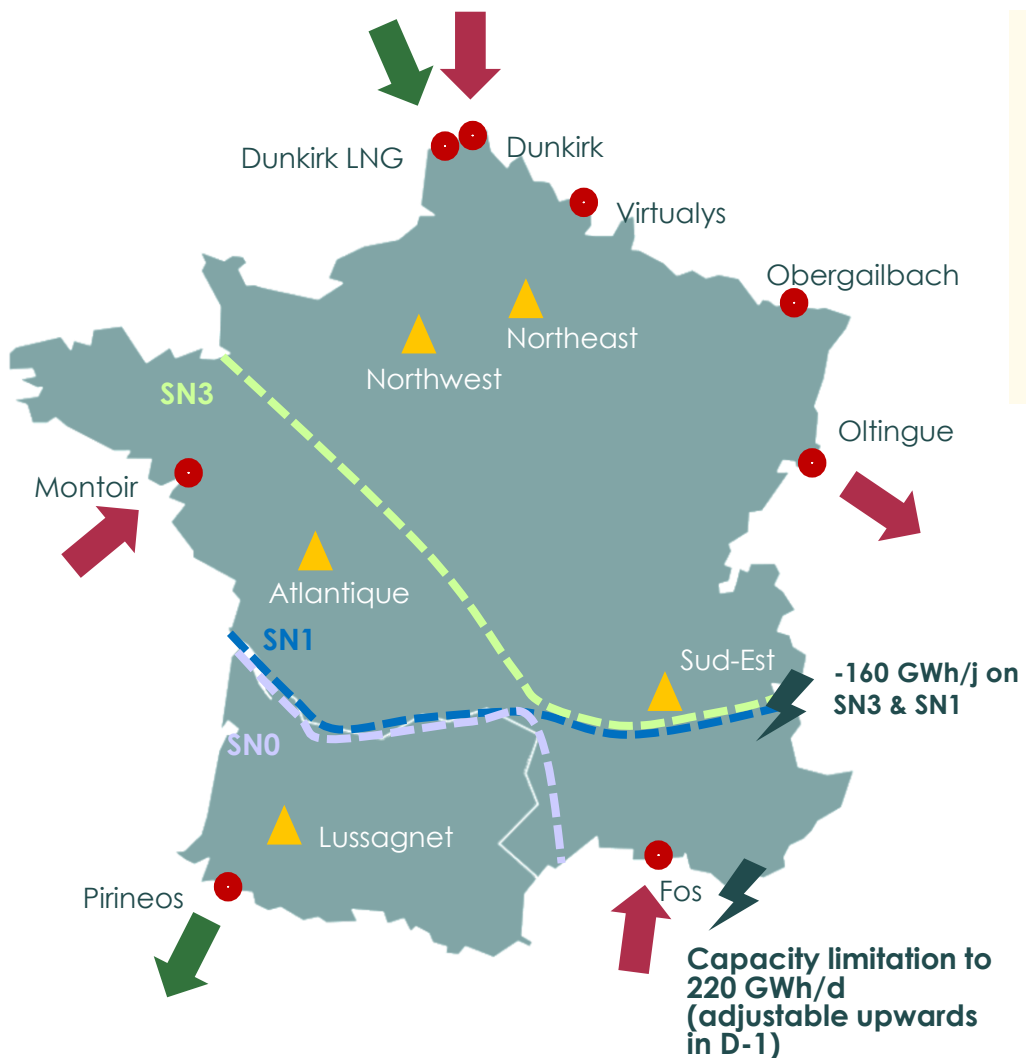 Dunkirk LNG
Dunkirk
Virtualys
Obergailbach
Northeast
Northwest
SN3
Oltingue
Montoir
Atlantique
SN1
Sud-Est
-160 GWh/j on
SN3 & SN1
SN0
Lussagnet
Pirineos
Fos
Capacity limitation to
220 GWh/d
(adjustable upwards
in D-1)